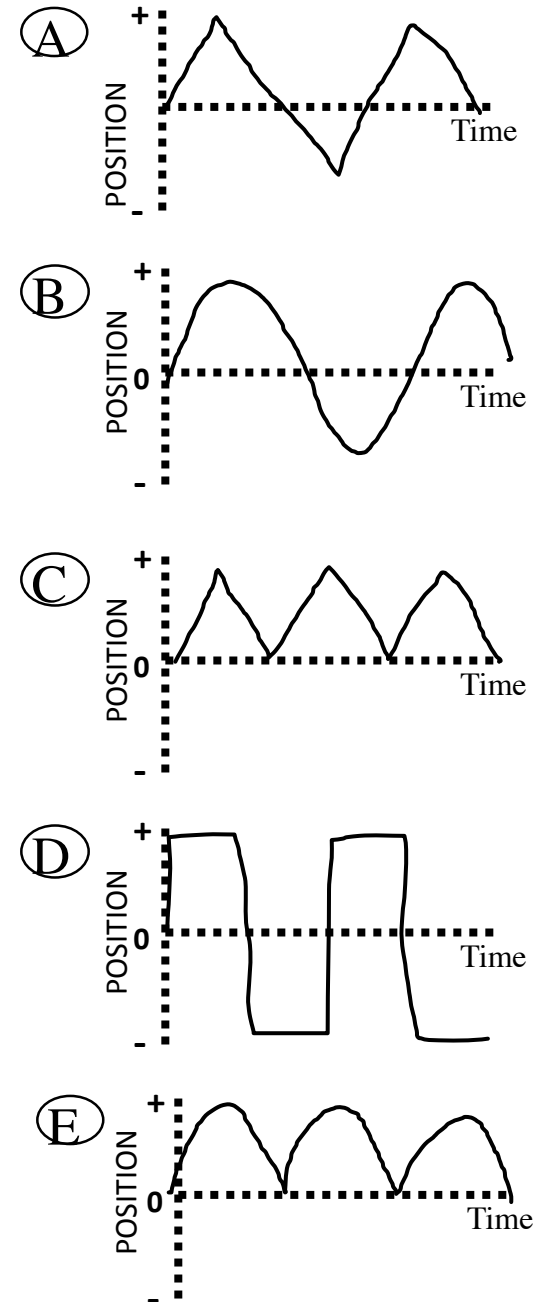 A
+
POSITION
Time
-
B
+
POSITION
0
Time
-
C
+
POSITION
0
Time
-
D
+
POSITION
0
Time
-
E
+
POSITION
0
Time
-